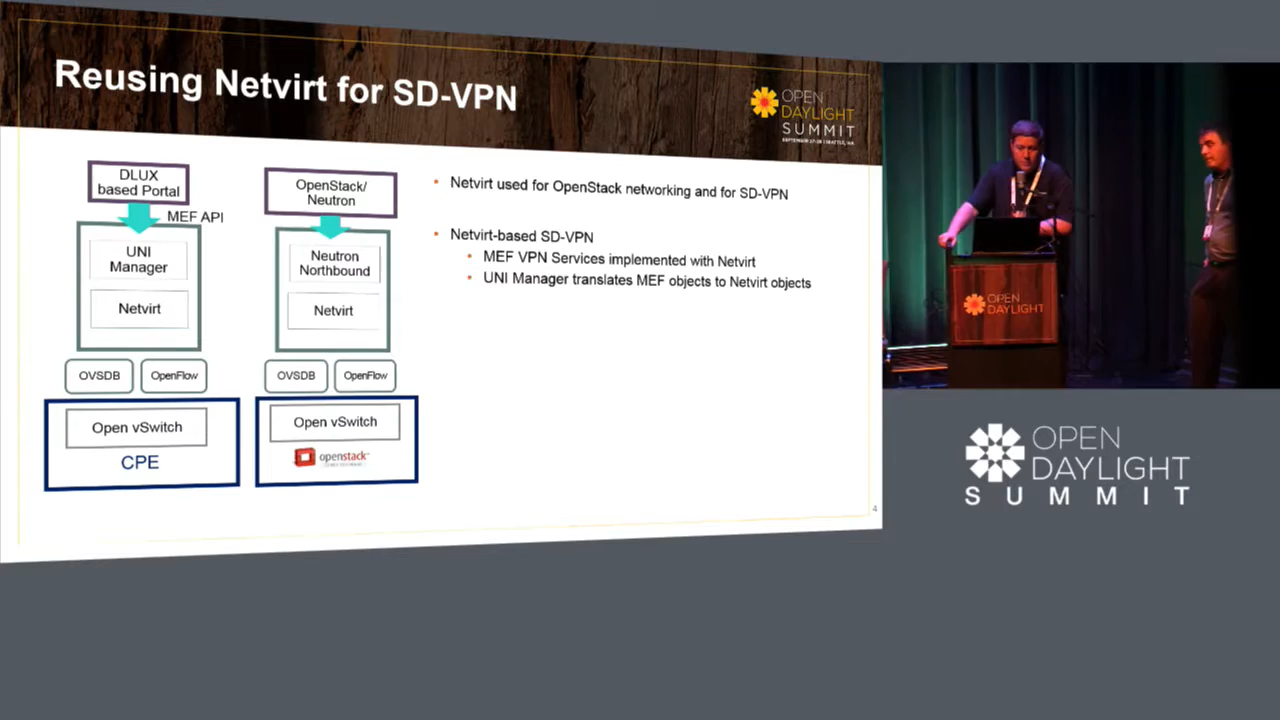 Reusing Netvirt for SD-VPN
OPEN
DAYLIGHT
SUMMIT
DLUX
based Portal
MEF API
UNI
Manager
Netvirt
OVSDB
OpenFlow
Open vSwitch
CPE
OpenStack/
Neutron
Neutron
Northbound
Netvirt
OVSDB
OpenFlow
Open vSwitch
openstack
• Netvirt used for OpenStack networking and for SD-VPN
• Netvirt-based SD-VPN
• MEF VPN Services implemented with Netvirt
• UNI Manager translates MEF objects to Netvirt objects
4
OPEN
DAYLIGHT
OPEN
DAYLIGHT
SUMMIT